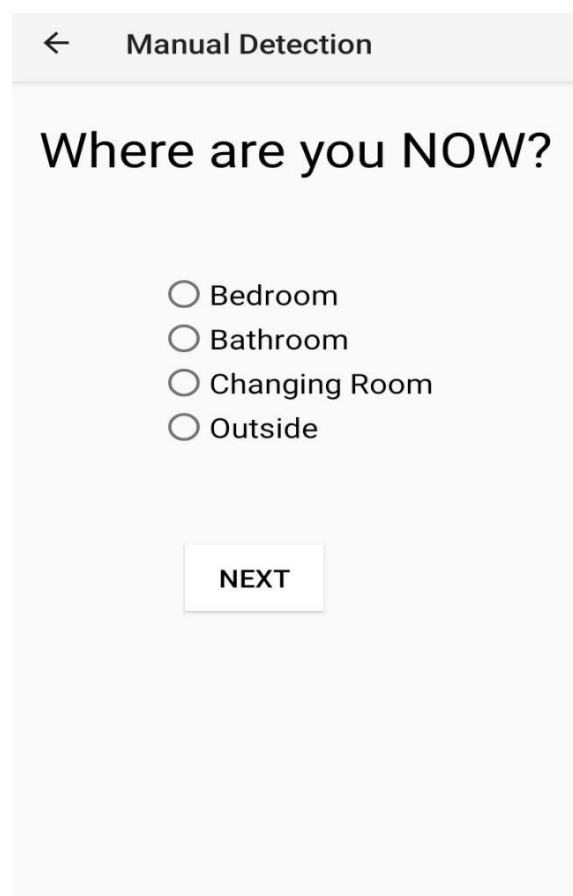 Manual Detection
Where are you NOW?
Bedroom
Bathroom
Changing Room
Outside
NEXT